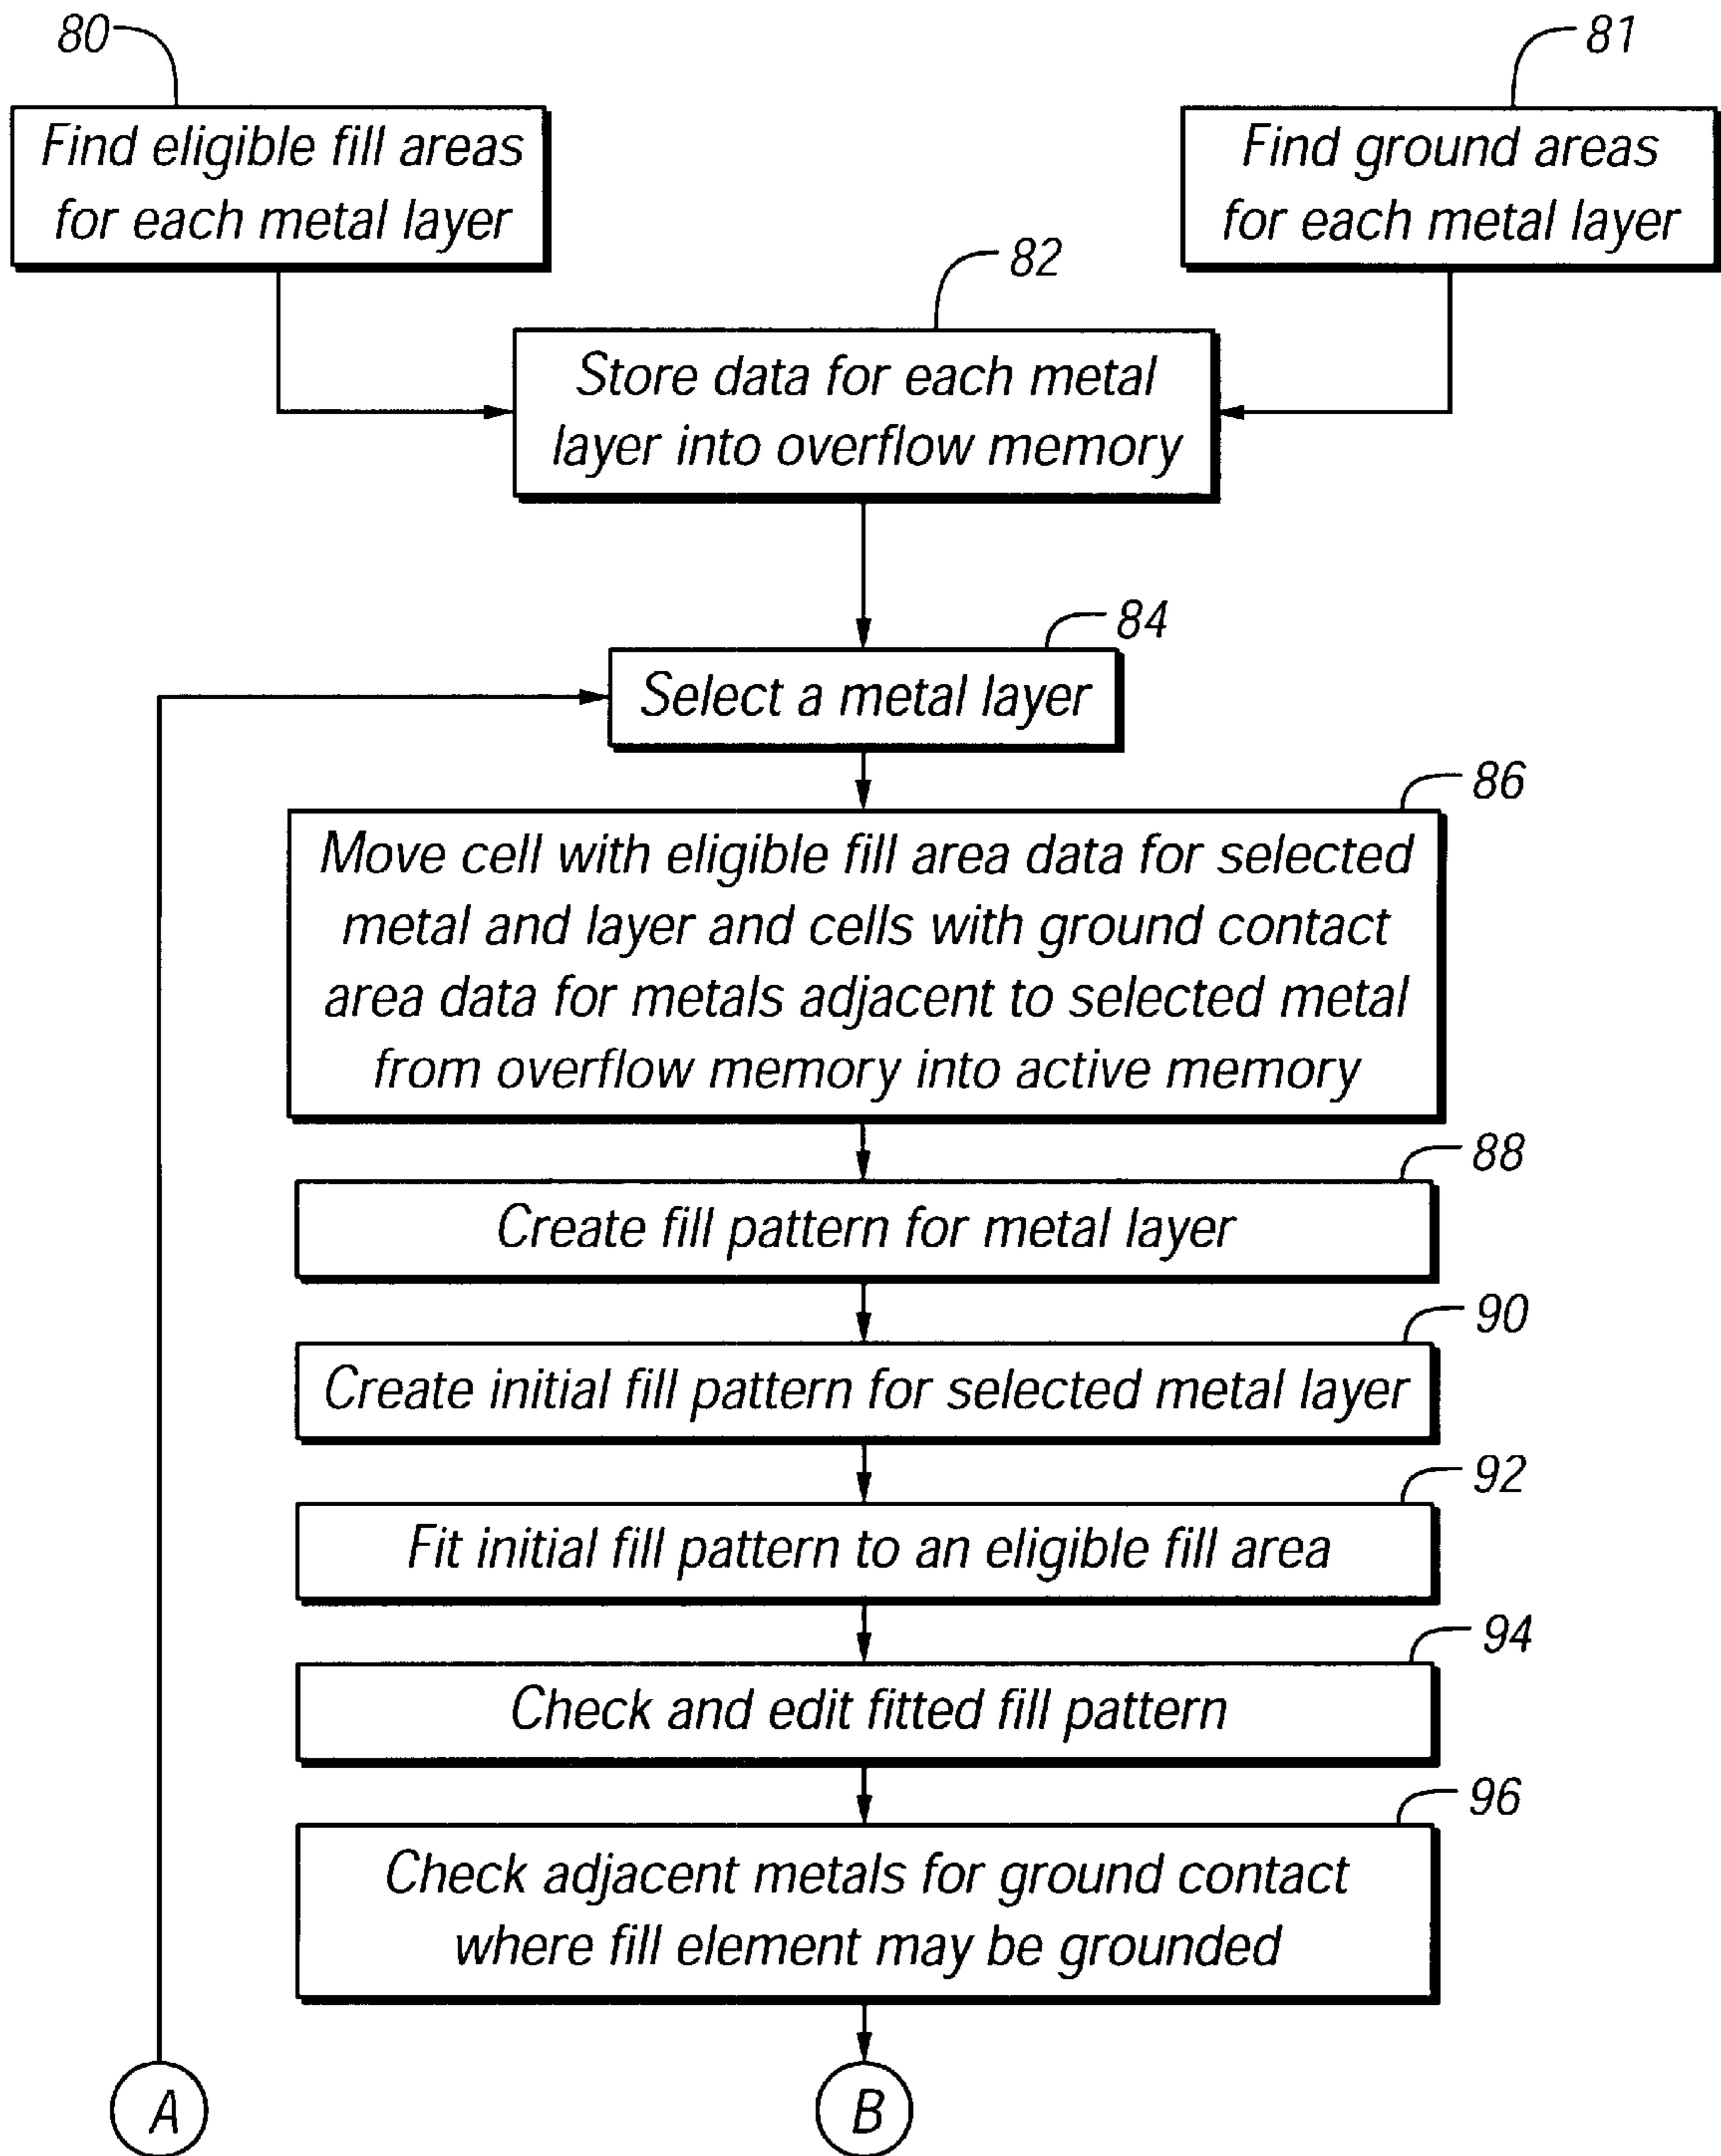 80
Find eligible fill areas
for each metal layer
81
Find ground areas
for each metal layer
82
Store data for each metal
layer into overflow memory
84
Select a metal layer
86
Move cell with eligible fill area data for selected
metal and layer and cells with ground contact
area data for metals adjacent to selected metal
from overflow memory into active memory
88
Create fill pattern for metal layer
90
Create initial fill pattern for selected metal layer
92
Fit initial fill pattern to an eligible fill area
94
Check and edit fitted fill pattern
96
Check adjacent metals for ground contact
where fill element may be grounded
A
B